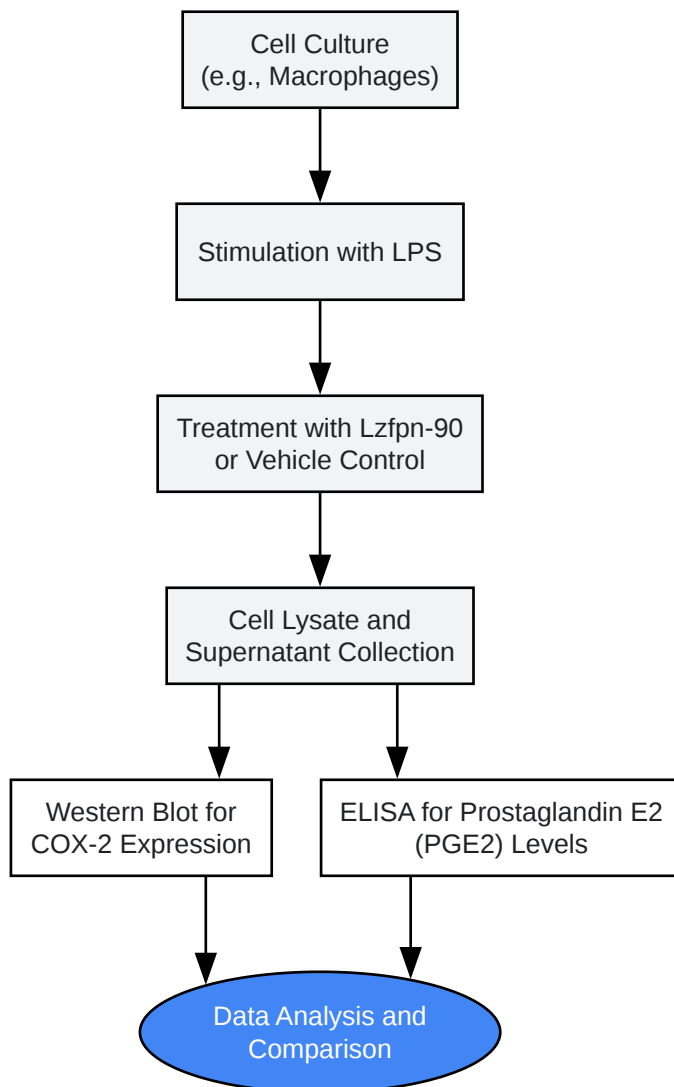 Cell Culture
(e.g., Macrophages)
Stimulation with LPS
Treatment with Lzfpn-90
or Vehicle Control
Cell Lysate and
Supernatant Collection
Western Blot for
COX-2 Expression
ELISA for Prostaglandin E2
(PGE2) Levels
Data Analysis and
Comparison